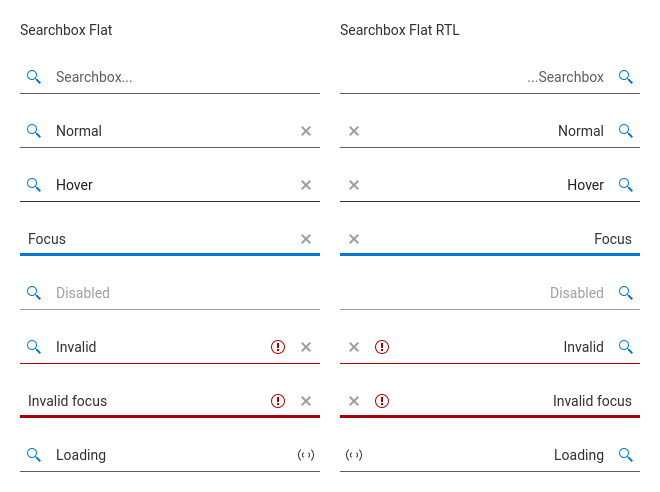 Searchbox Flat
Searchbox...
Normal
Hover
Focus
Disabled
Invalid
Invalid focus
Loading
Searchbox Flat RTL
...Searchbox
Normal
Hover
Focus
Disabled
Invalid
Invalid focus
Loading